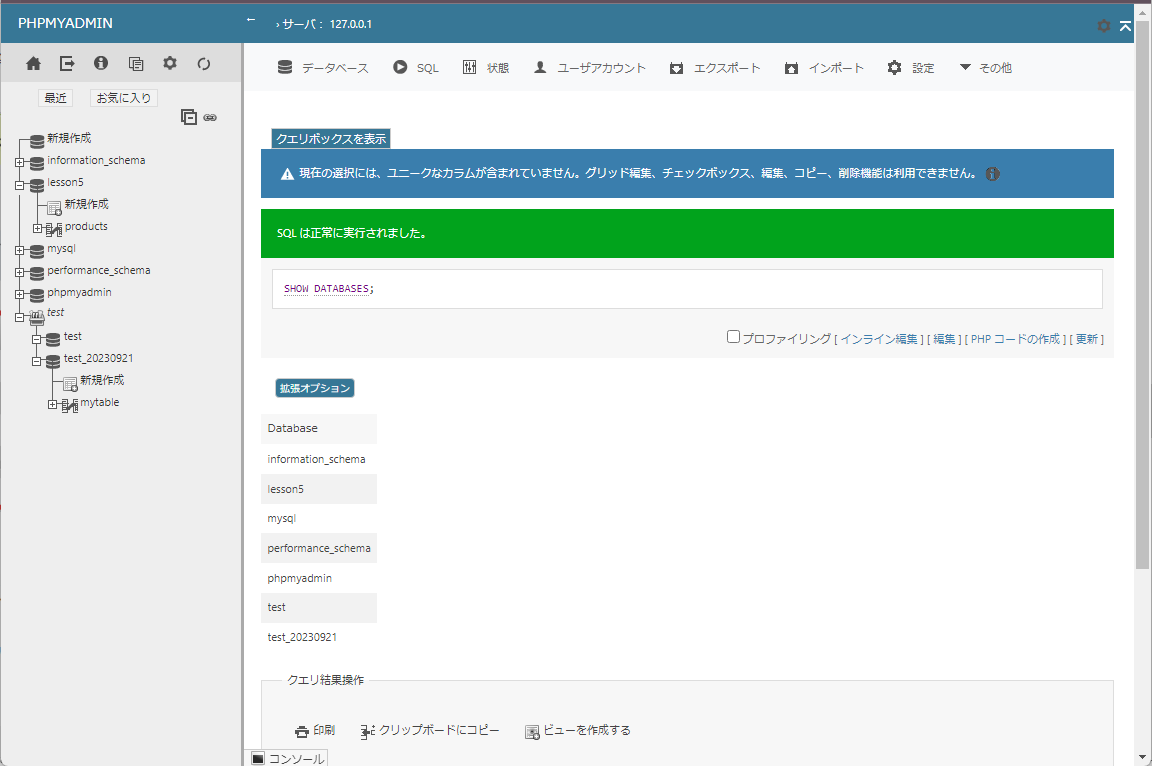 PHPMYADMIN
最近 お気に入り
新規作成
information_schema
lesson5
新規作成
products
mysql
performance_schema
phpmyadmin
test
test
test_20230921
新規作成
mytable
← › サーバ： 127.0.0.1
データベース SQL 状態 ユーザアカウント エクスポート インポート 設定 その他
クエリボックスを表示
現在の選択には、ユニークなカラムが含まれていません。グリッド編集、チェックボックス、編集、コピー、削除機能は利用できません。
SQL は正常に実行されました。
SHOW DATABASES;
プロファイリング [ インライン編集 ] [ 編集 ] [ PHP コードの作成 ] [ 更新 ]
拡張オプション
Database
information_schema
lesson5
mysql
performance_schema
phpmyadmin
test
test_20230921
クエリ結果操作
印刷 クリップボードにコピー ビューを作成する
コンソール